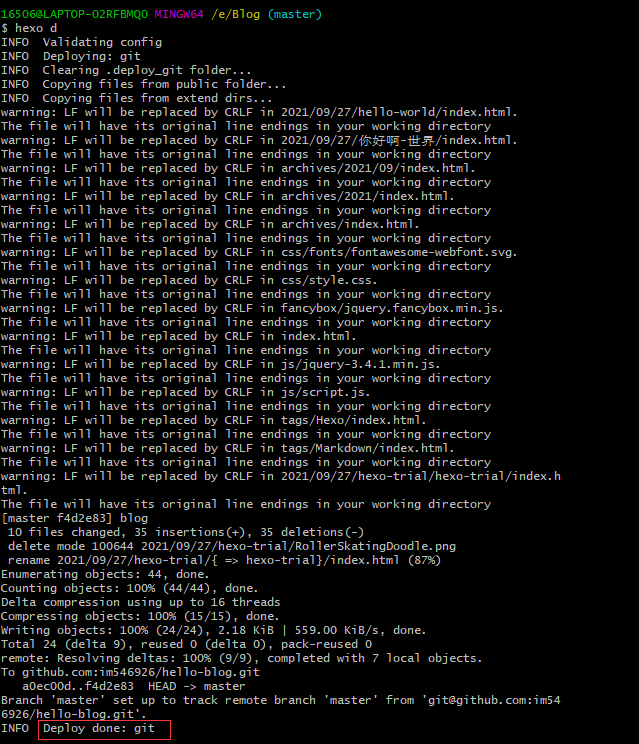 16506@LAPTOP-O2RFBMQO MINGW64 /e/Blog (master)
$ hexo d
INFO  Validating config
INFO  Deploying: git
INFO  Clearing .deploy_git folder...
INFO  Copying files from public folder...
INFO  Copying files from extend dirs...
warning: LF will be replaced by CRLF in 2021/09/27/hello-world/index.html.
The file will have its original line endings in your working directory
warning: LF will be replaced by CRLF in 2021/09/27/你好啊-世界/index.html.
The file will have its original line endings in your working directory
warning: LF will be replaced by CRLF in archives/2021/09/index.html.
The file will have its original line endings in your working directory
warning: LF will be replaced by CRLF in archives/2021/index.html.
The file will have its original line endings in your working directory
warning: LF will be replaced by CRLF in archives/index.html.
The file will have its original line endings in your working directory
warning: LF will be replaced by CRLF in css/fonts/fontawesome-webfont.svg.
The file will have its original line endings in your working directory
warning: LF will be replaced by CRLF in css/style.css.
The file will have its original line endings in your working directory
warning: LF will be replaced by CRLF in fancybox/jquery.fancybox.min.js.
The file will have its original line endings in your working directory
warning: LF will be replaced by CRLF in index.html.
The file will have its original line endings in your working directory
warning: LF will be replaced by CRLF in js/jquery-3.4.1.min.js.
The file will have its original line endings in your working directory
warning: LF will be replaced by CRLF in js/script.js.
The file will have its original line endings in your working directory
warning: LF will be replaced by CRLF in tags/Hexo/index.html.
The file will have its original line endings in your working directory
warning: LF will be replaced by CRLF in tags/Markdown/index.html.
The file will have its original line endings in your working directory
warning: LF will be replaced by CRLF in 2021/09/27/hexo-trial/hexo-trial/index.h
tml.
The file will have its original line endings in your working directory
[master f4d2e83] blog
 10 files changed, 35 insertions(+), 35 deletions(-)
 delete mode 100644 2021/09/27/hexo-trial/RollerSkatingDoodle.png
 rename 2021/09/27/hexo-trial/{ => hexo-trial}/index.html (87%)
Enumerating objects: 44, done.
Counting objects: 100% (44/44), done.
Delta compression using up to 16 threads
Compressing objects: 100% (15/15), done.
Writing objects: 100% (24/24), 2.18 KiB | 559.00 KiB/s, done.
Total 24 (delta 9), reused 0 (delta 0), pack-reused 0
remote: Resolving deltas: 100% (9/9), completed with 7 local objects.
To github.com:im546926/hello-blog.git
   a0ec00d..f4d2e83  HEAD -> master
Branch 'master' set up to track remote branch 'master' from 'git@github.com:im54
6926/hello-blog.git'.
INFO  Deploy done: git